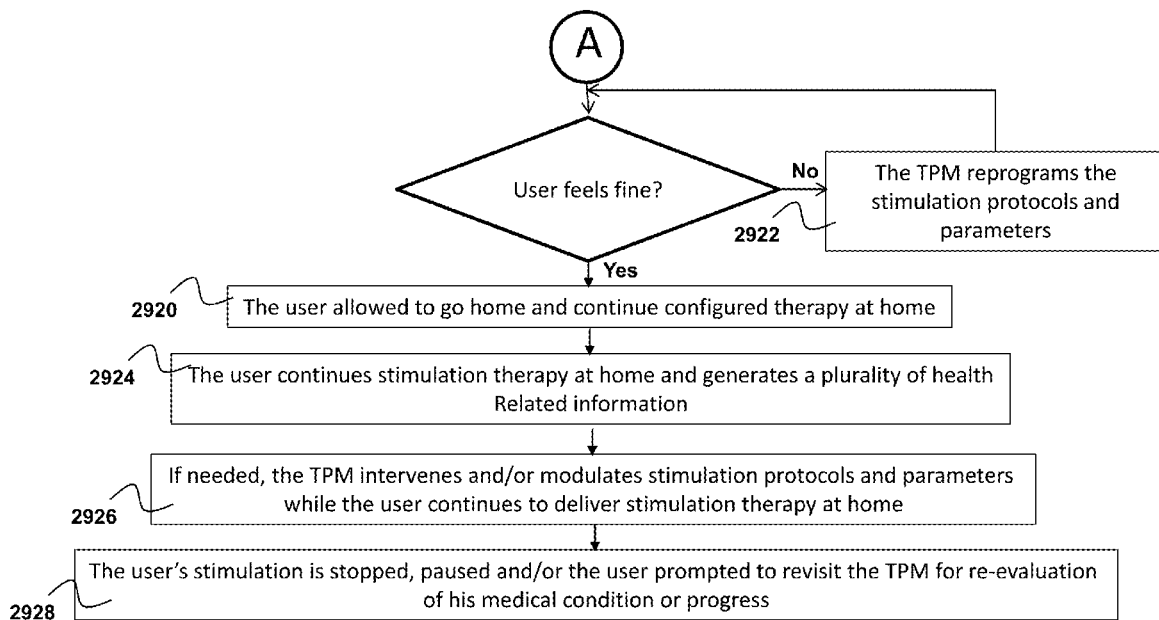 A
User feels fine?
No
The TPM reprograms the
stimulation protocols and
parameters
2922
Yes
2920
The user allowed to go home and continue configured therapy at home
2924
The user continues stimulation therapy at home and generates a plurality of health
Related information
If needed, the TPM intervenes and/or modulates stimulation protocols and parameters
while the user continues to deliver stimulation therapy at home
2926
The user's stimulation is stopped, paused and/or the user prompted to revisit the TPM for re-evaluation
of his medical condition or progress
2928